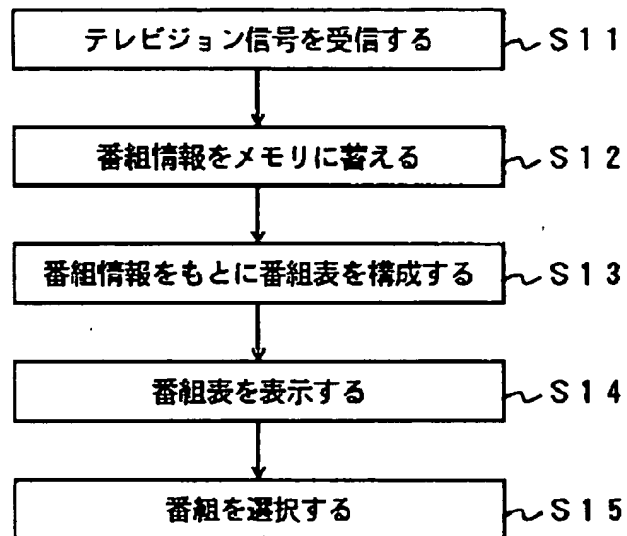 テレビジョン信号を受信する S11
番組情報をメモリに蓄える S12
番組情報をもとに番組表を構成する S13
番組表を表示する S14
番組を選択する S15